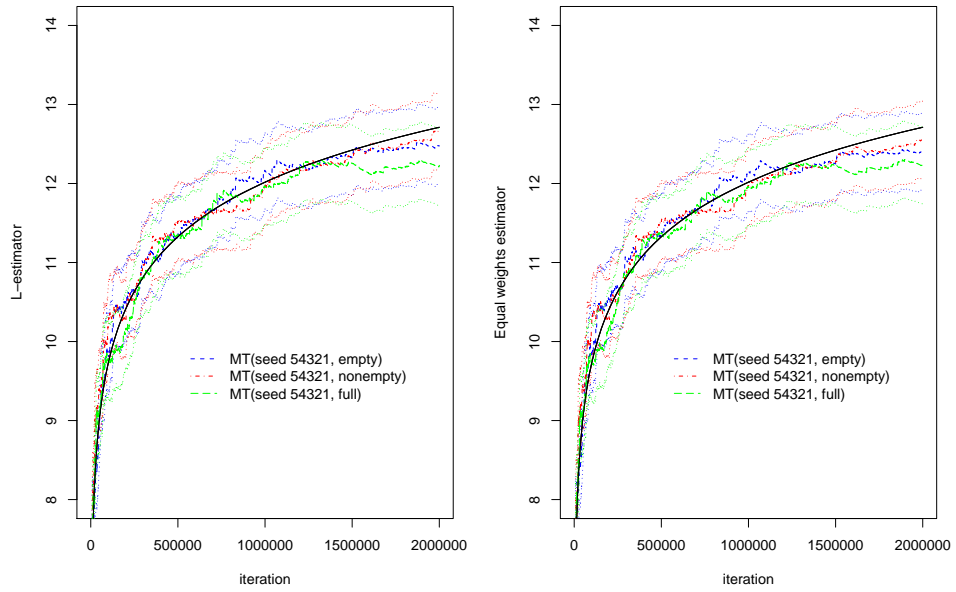 L−estimator
14
13
12
11
10
9
8
MT(seed 54321, empty)
MT(seed 54321, nonempty)
MT(seed 54321, full)
0 500000 1000000 1500000 2000000
iteration
Equal weights estimator
14
13
12
11
10
9
8
MT(seed 54321, empty)
MT(seed 54321, nonempty)
MT(seed 54321, full)
0 500000 1000000 1500000 2000000
iteration